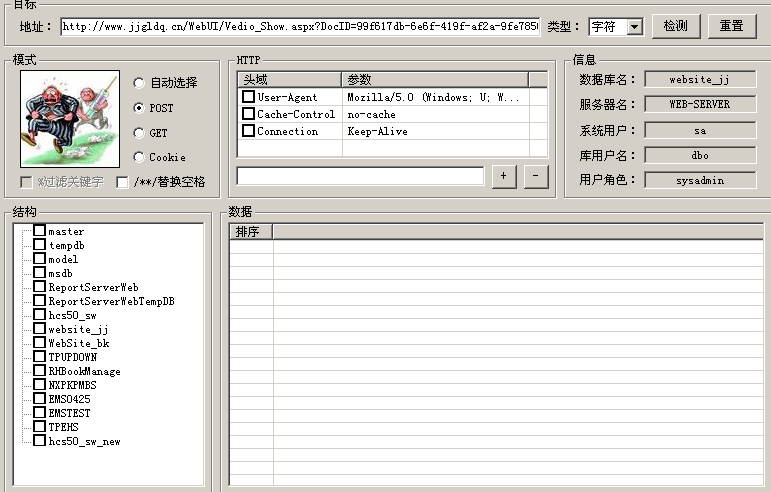 目标
地址： http://www.jjgldq.cn/WebUI/Vedio_Show.aspx?DocID=99f617db-6e6f-419f-af2a-9fe785 类型： 字符 检测 重置
模式
自动选择
POST
GET
Cookie
%过滤关键字 /**/替换空格
HTTP
头域 参数
User-Agent Mozilla/5.0 (Windows; U; W...
Cache-Control no-cache
Connection Keep-Alive
+ -
信息
数据库名： website_jj
服务器名： WEB-SERVER
系统用户： sa
库用户名： dbo
用户角色： sysadmin
结构
master
tempdb
model
msdb
ReportServerWeb
ReportServerWebTempDB
hcs50_sw
website_jj
WebSite_bk
TPUPDOWN
RHBookManage
NXPKPMBS
EMS0425
EMSTEST
TPEHS
hcs50_sw_new
数据
排序